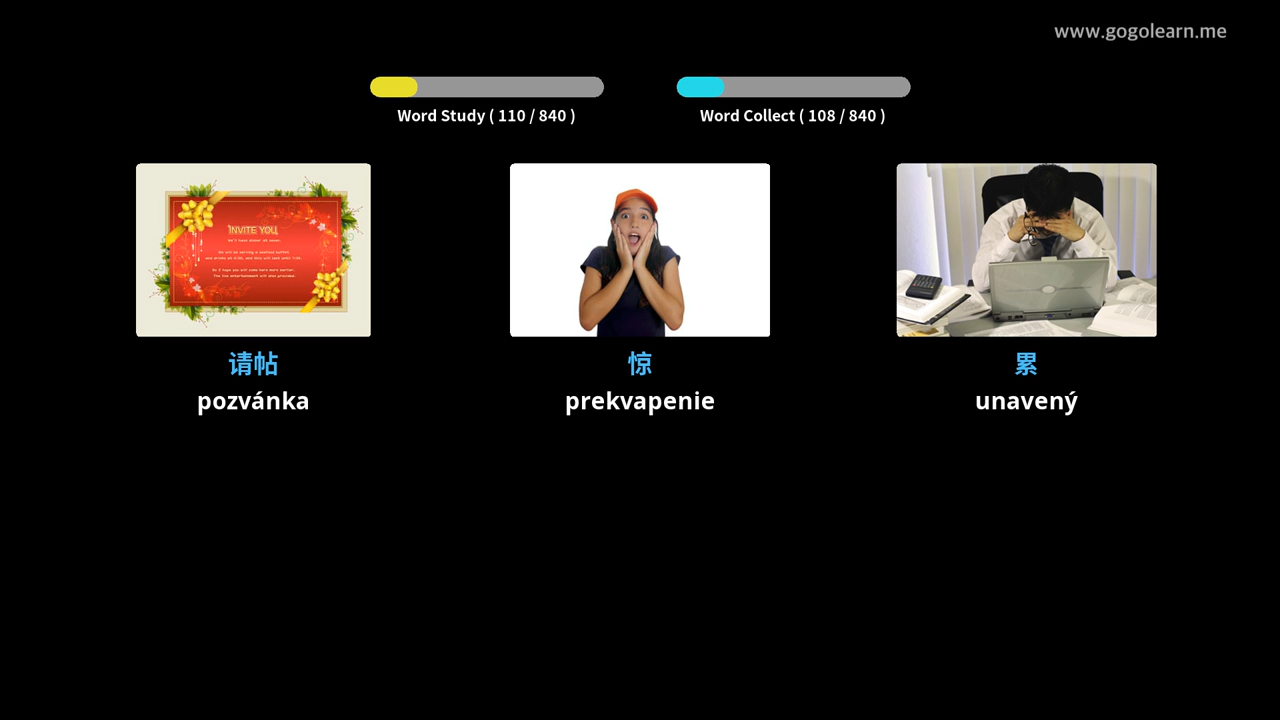 www.gogolearn.me
Word Study ( 110 / 840 )
Word Collect ( 108 / 840 )
INVITE YOU
请帖
pozvánka
惊
prekvapenie
累
unavený